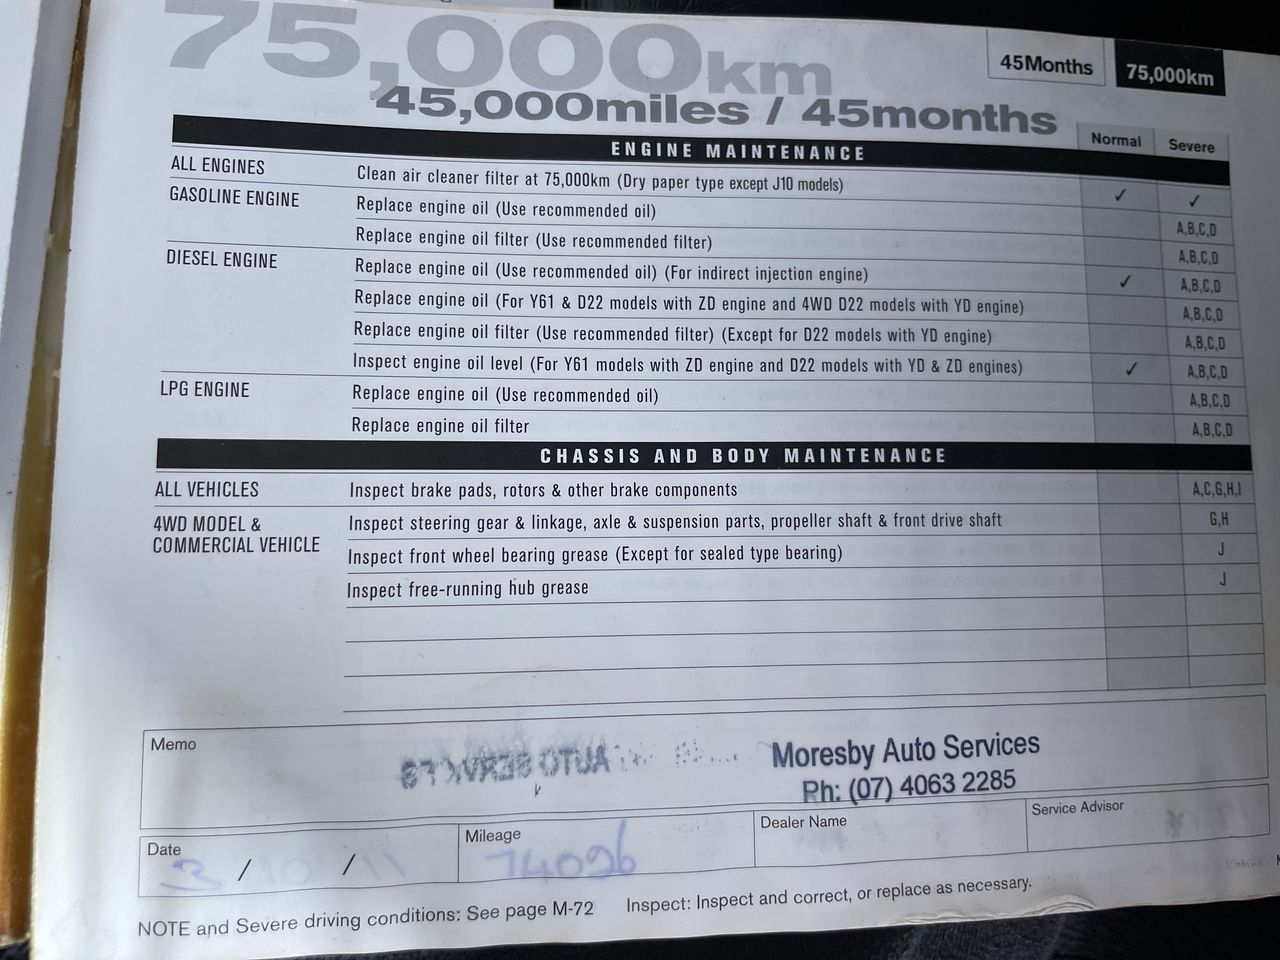 75,000km
45,000miles / 45months
45Months 75,000km
Normal Severe
ENGINE MAINTENANCE
ALL ENGINES Clean air cleaner filter at 75,000km (Dry paper type except J10 models) ✓ ✓
GASOLINE ENGINE Replace engine oil (Use recommended oil) A,B,C,D
Replace engine oil filter (Use recommended filter) A,B,C,D
DIESEL ENGINE Replace engine oil (Use recommended oil) (For indirect injection engine) ✓ A,B,C,D
Replace engine oil (For Y61 & D22 models with ZD engine and 4WD D22 models with YD engine) A,B,C,D
Replace engine oil filter (Use recommended filter) (Except for D22 models with YD engine) A,B,C,D
Inspect engine oil level (For Y61 models with ZD engine and D22 models with YD & ZD engines) ✓ A,B,C,D
LPG ENGINE Replace engine oil (Use recommended oil) A,B,C,D
Replace engine oil filter A,B,C,D
CHASSIS AND BODY MAINTENANCE
ALL VEHICLES Inspect brake pads, rotors & other brake components A,C,G,H,I
4WD MODEL & COMMERCIAL VEHICLE Inspect steering gear & linkage, axle & suspension parts, propeller shaft & front drive shaft G,H
Inspect front wheel bearing grease (Except for sealed type bearing) J
Inspect free-running hub grease J
Memo
AUTO SERVICES
Moresby Auto Services
Ph: (07) 4063 2285
Date 3 / 10 / 11
Mileage 74096
Dealer Name
Service Advisor
NOTE and Severe driving conditions: See page M-72 Inspect: Inspect and correct, or replace as necessary.